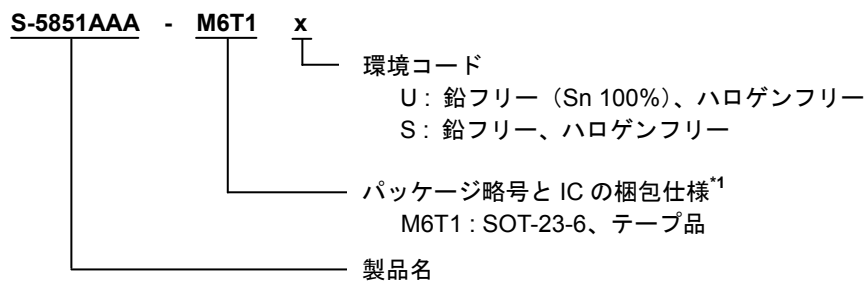 S-5851AAA - M6T1 x
環境コード
U : 鉛フリー（Sn 100%）、ハロゲンフリー
S : 鉛フリー、ハロゲンフリー
パッケージ略号と IC の梱包仕様*1
M6T1 : SOT-23-6、テープ品
製品名